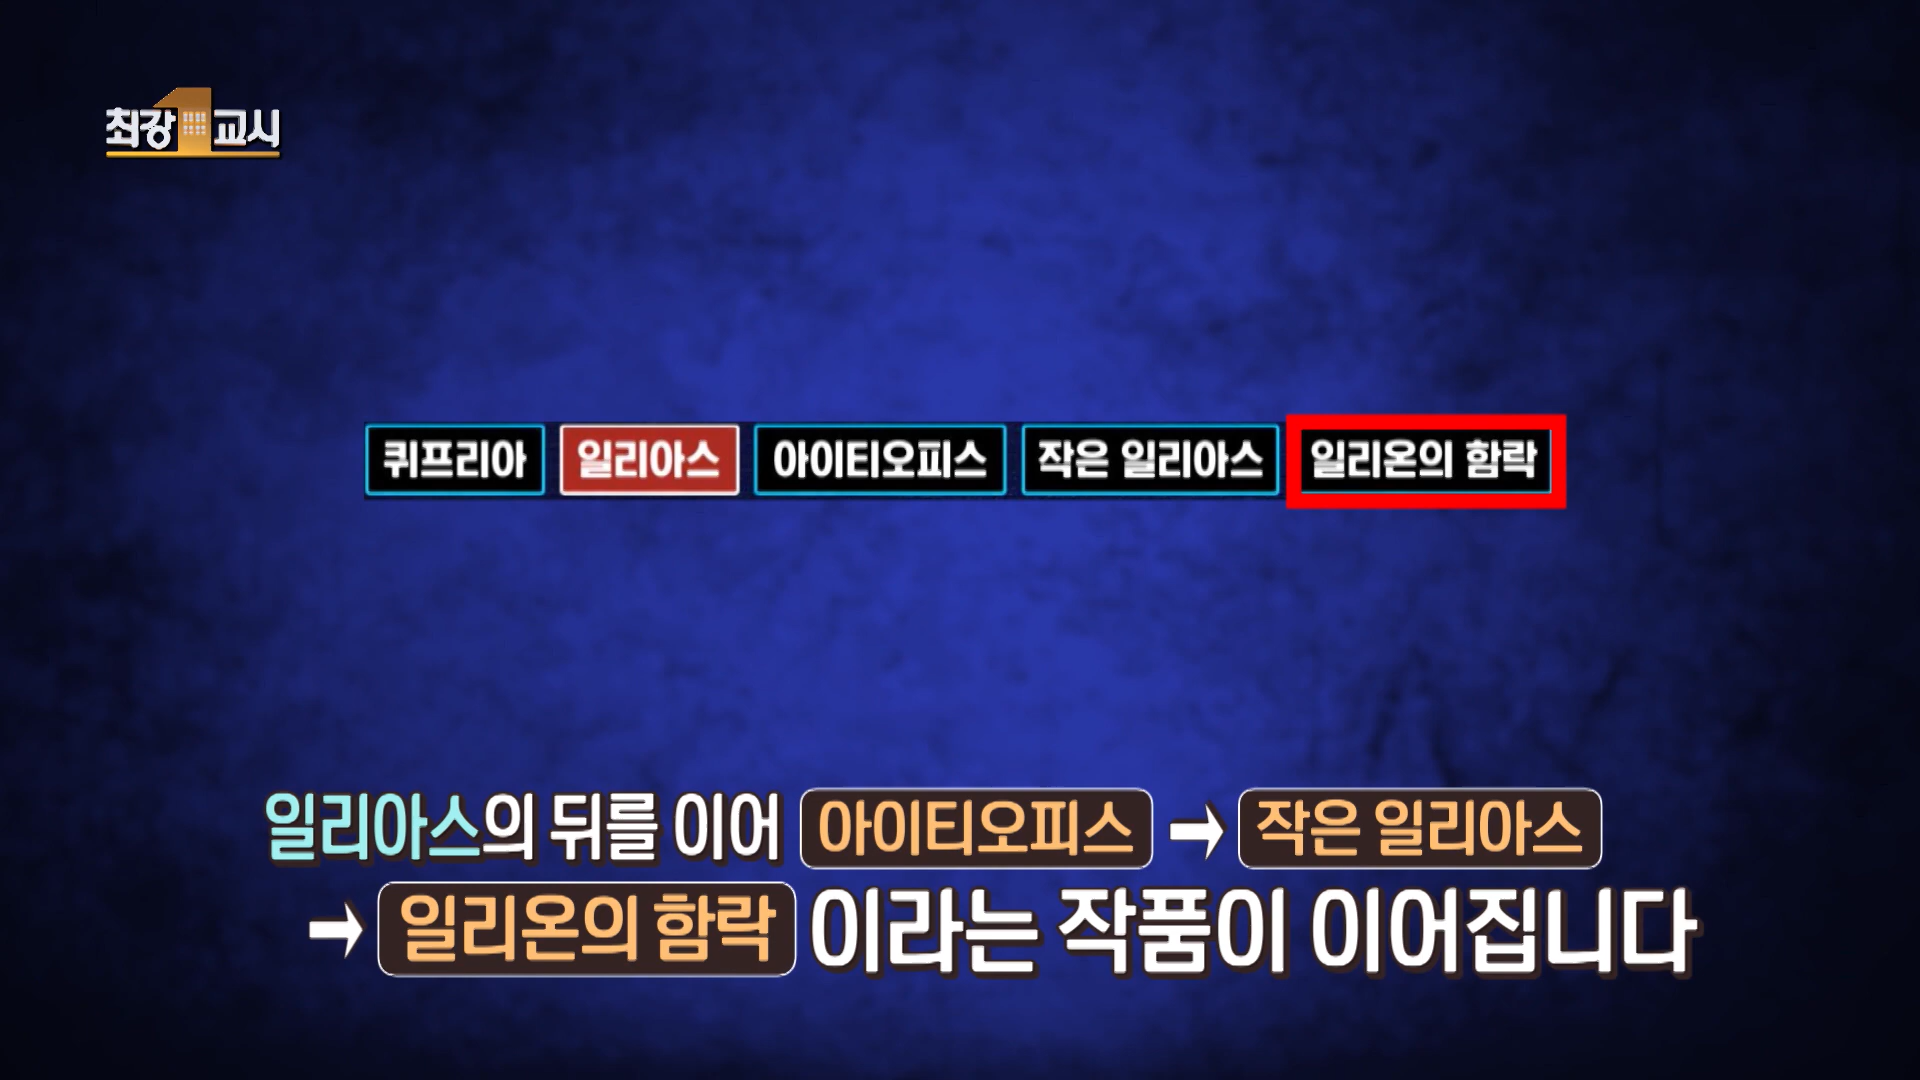 최강1교시
퀴프리아 일리아스 아이티오피스 작은 일리아스 일리온의 함락
일리아스의 뒤를 이어 아이티오피스 → 작은 일리아스
→ 일리온의 함락 이라는 작품이 이어집니다